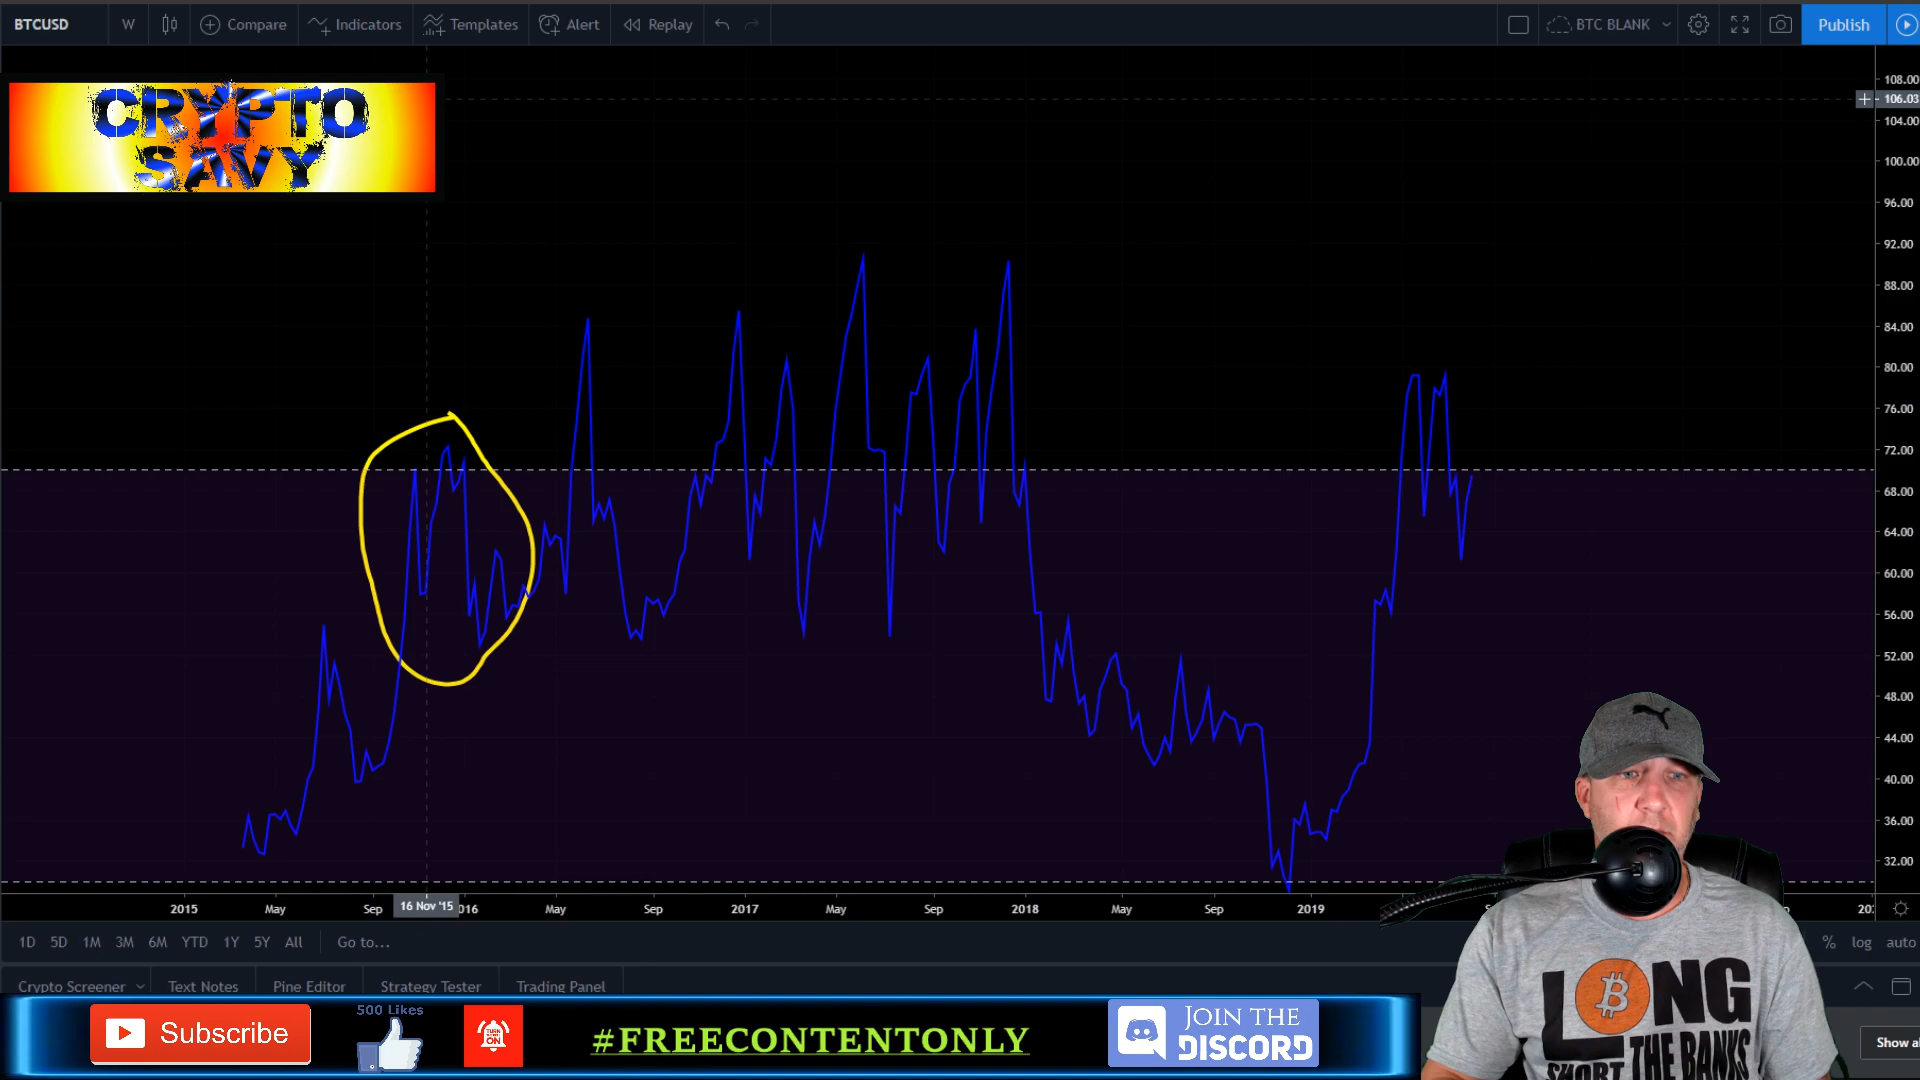 BTCUSD W Compare Indicators Templates Alert Replay BTC BLANK Publish
CRYPTO
SAVY
108.00
106.03
104.00
100.00
96.00
92.00
88.00
84.00
80.00
76.00
72.00
68.00
64.00
60.00
56.00
52.00
48.00
44.00
40.00
36.00
32.00
2015 May Sep 16 Nov '15 016 May Sep 2017 May Sep 2018 May Sep 2019
1D 5D 1M 3M 6M YTD 1Y 5Y All Go to... % log auto
Crypto Screener Text Notes Pine Editor Strategy Tester Trading Panel
Subscribe
500 Likes
TURN
ON
#FREECONTENTONLY
JOIN THE
DISCORD
LONG
THE BANKS
SHORT
Show al